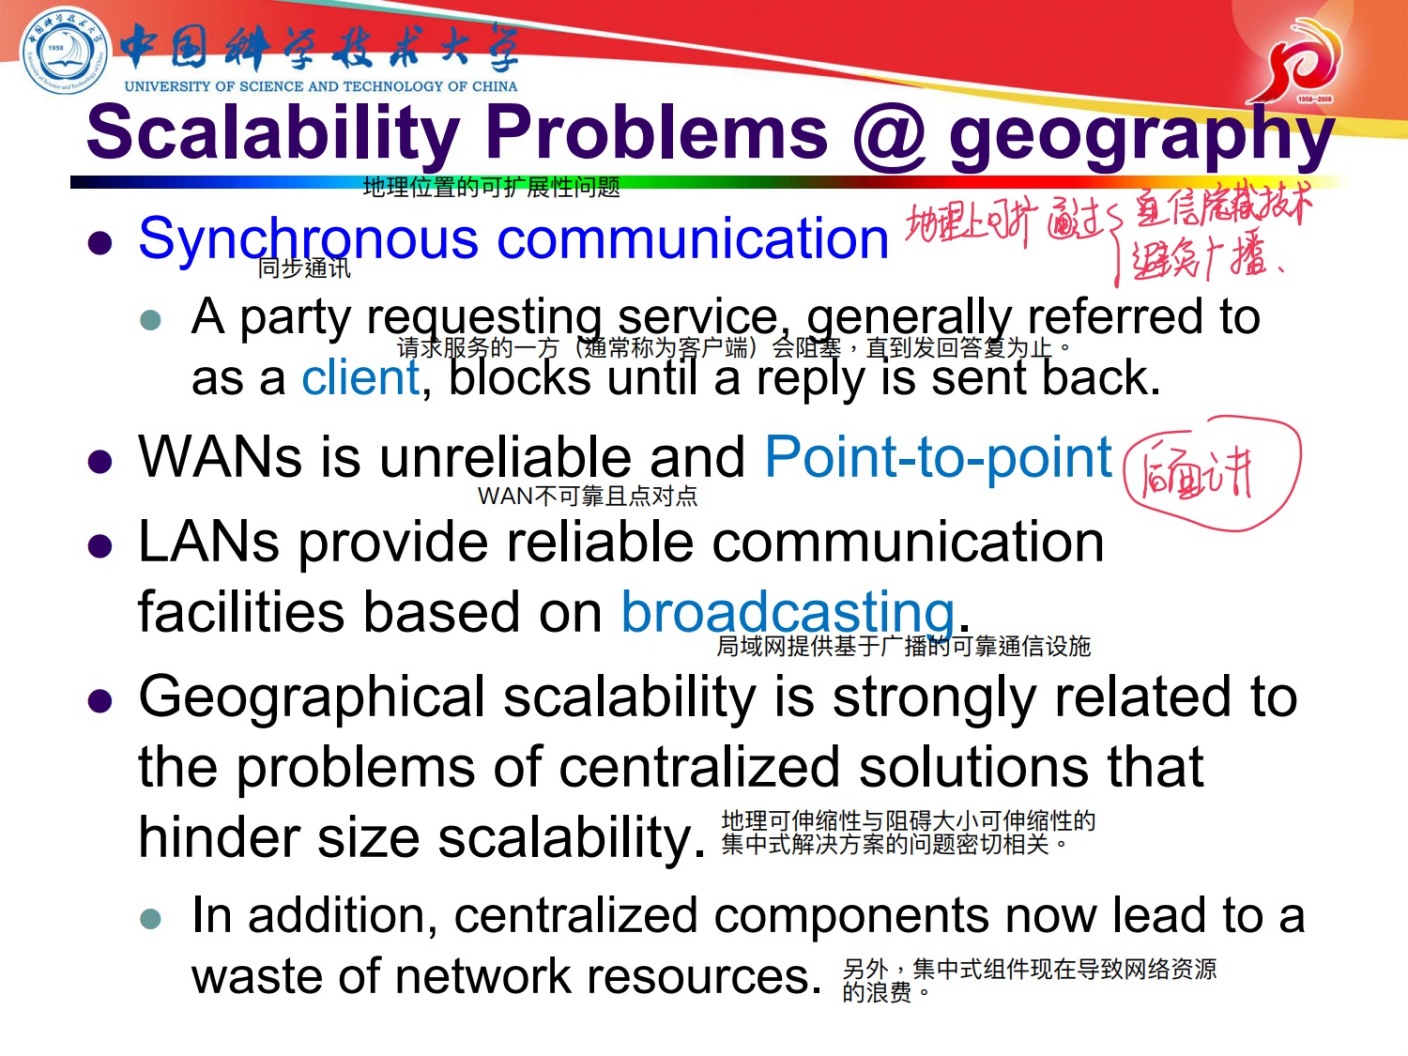 中国科学技术大学
UNIVERSITY OF SCIENCE AND TECHNOLOGY OF CHINA
1958
1958—2008
Scalability Problems @ geography
地理位置的可扩展性问题
Synchronous communication
同步通讯
地理上可扩 通过 通信隐藏技术
避免广播、
A party requesting service, generally referred to
请求服务的一方（通常称为客户端）会阻塞，直到发回答复为止。
as a client, blocks until a reply is sent back.
WANs is unreliable and Point-to-point
后面讲
WAN不可靠且点对点
LANs provide reliable communication
facilities based on broadcasting.
局域网提供基于广播的可靠通信设施
Geographical scalability is strongly related to
the problems of centralized solutions that
hinder size scalability.
地理可伸缩性与阻碍大小可伸缩性的
集中式解决方案的问题密切相关。
In addition, centralized components now lead to a
waste of network resources.
另外，集中式组件现在导致网络资源
的浪费。